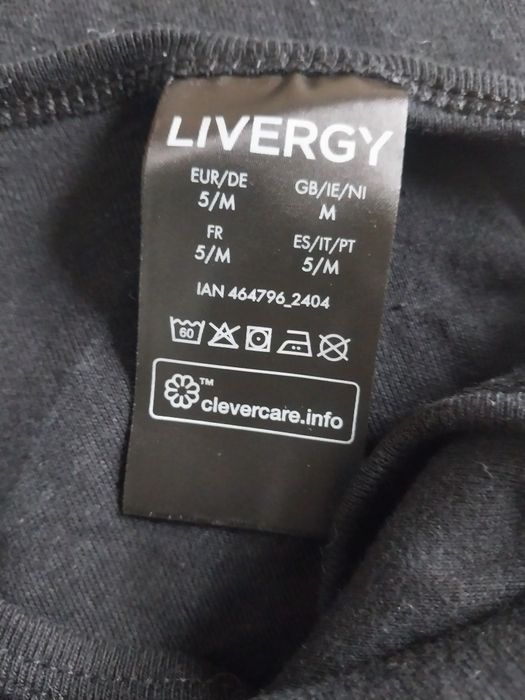 LIVERGY
EUR/DE
5/M
GB/IE/NI
M
FR
5/M
ES/IT/PT
5/M
IAN 464796_2404
60
™
clevercare.info